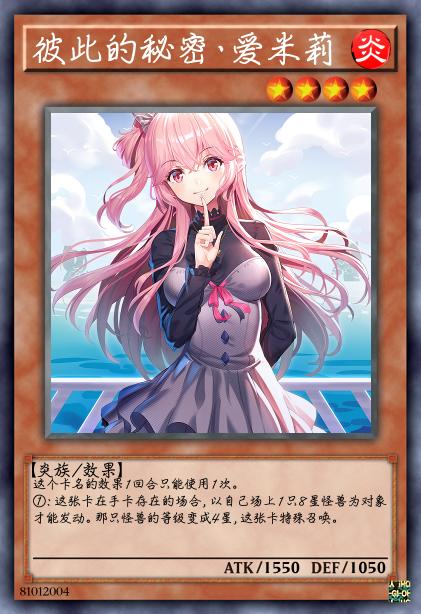 彼此的秘密·爱米莉
炎
【炎族/效果】
这个卡名的效果1回合只能使用1次。
①：这张卡在手卡存在的场合，以自己场上1只8星怪兽为对象
才能发动。那只怪兽的等级变成4星，这张卡特殊召唤。
ATK/1550 DEF/1050
81012004